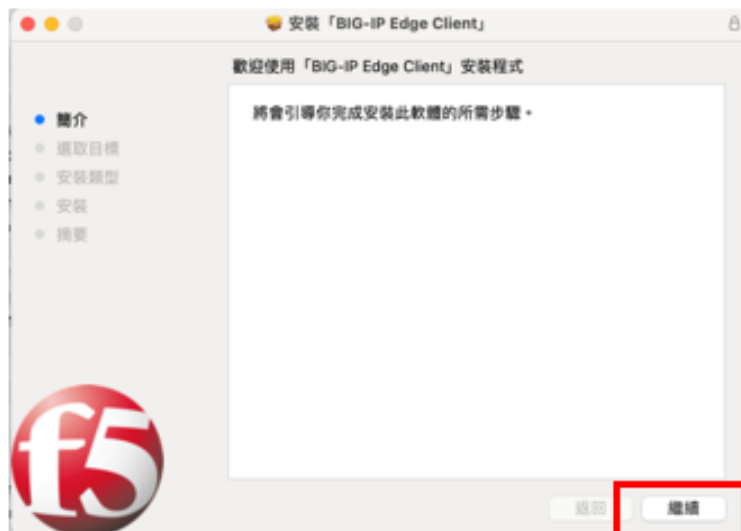 安裝「BIG-IP Edge Client」
歡迎使用「BIG-IP Edge Client」安裝程式
將會引導你完成安裝此軟體的所需步驟。
簡介
選取目標
安裝類型
安裝
摘要
f5
返回
繼續